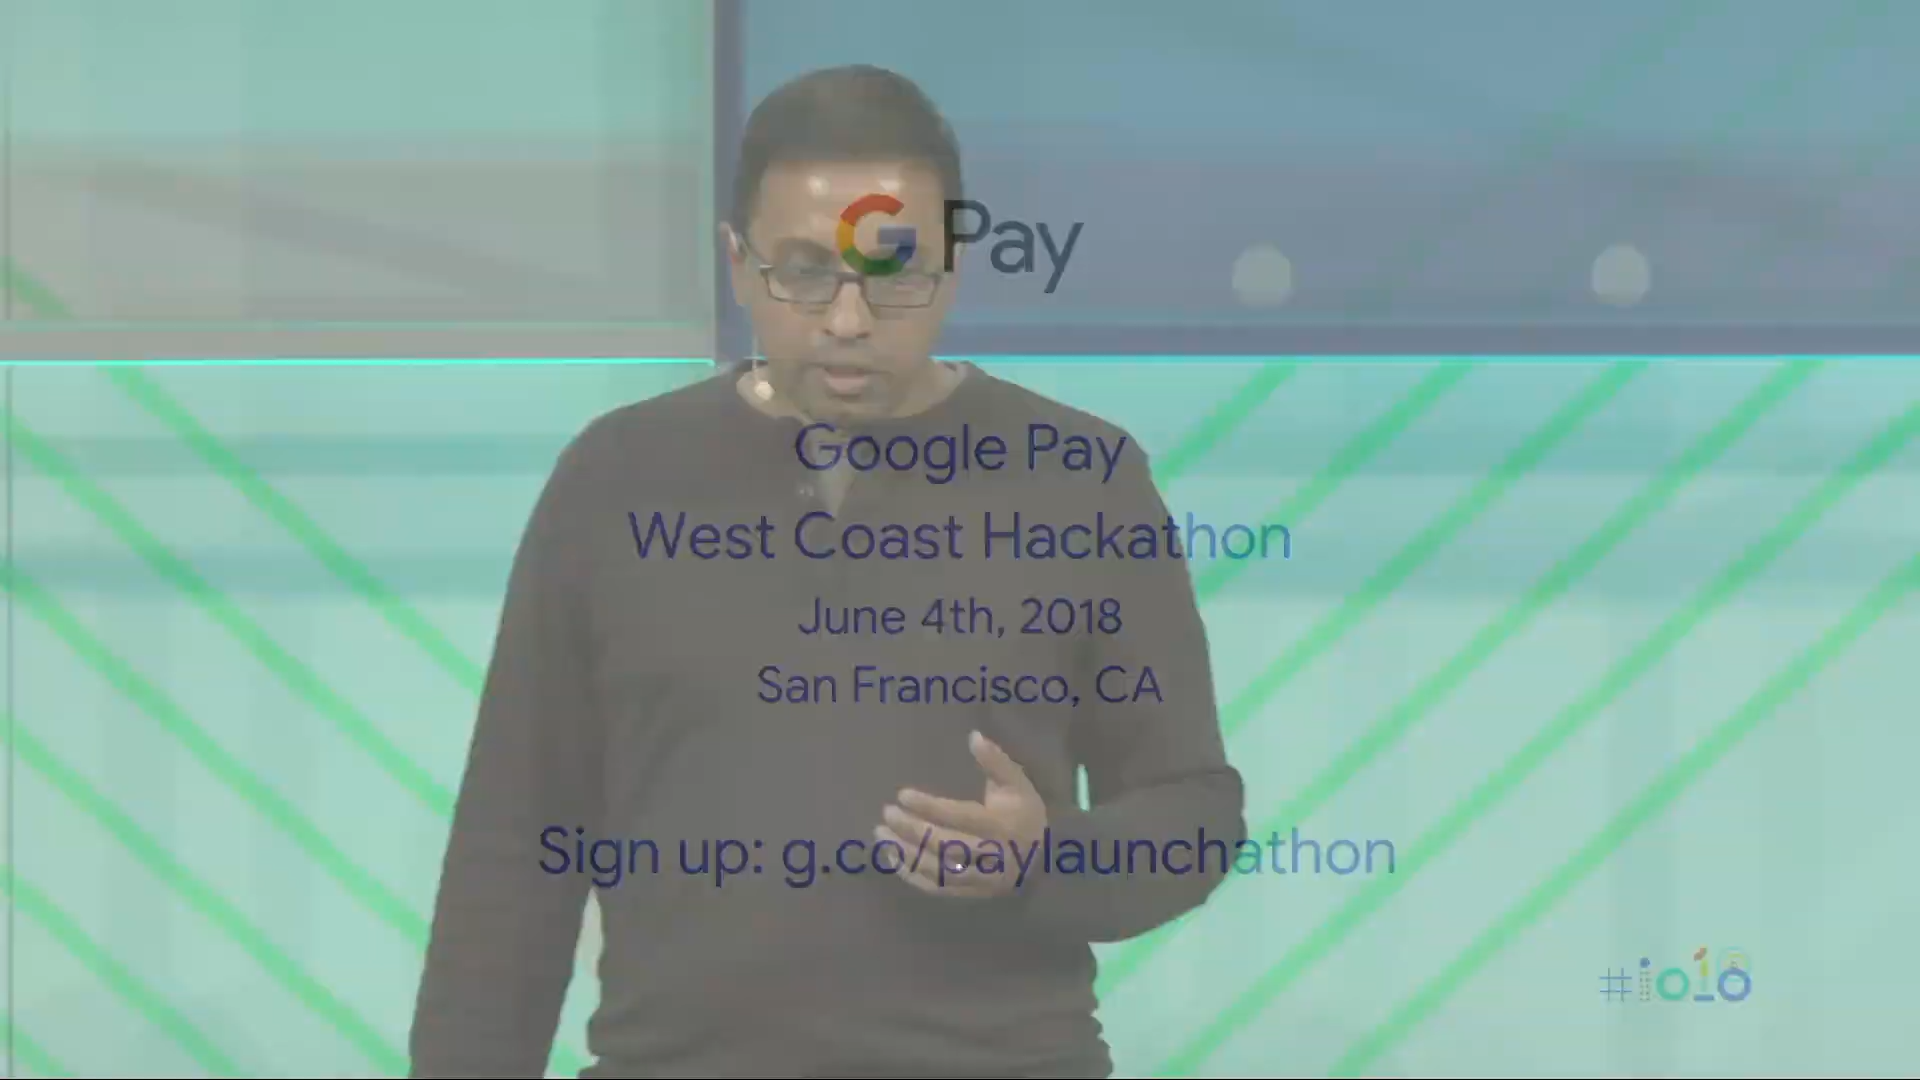 G Pay
Google Pay
West Coast Hackathon
June 4th, 2018
San Francisco, CA
Sign up: g.co/paylaunchathon
#io18